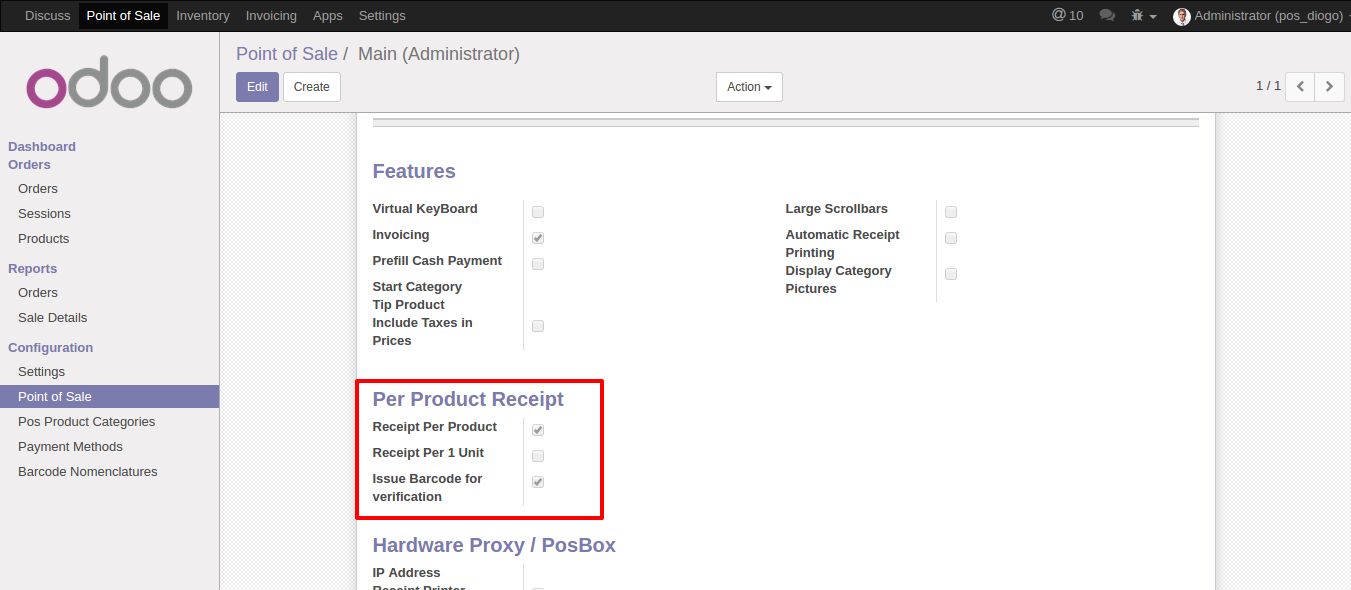 Discuss Point of Sale Inventory Invoicing Apps Settings @ 10 Administrator (pos_diogo)
odoo
Point of Sale / Main (Administrator)
Edit Create Action 1 / 1
Dashboard
Orders
Orders
Sessions
Products
Reports
Orders
Sale Details
Configuration
Settings
Point of Sale
Pos Product Categories
Payment Methods
Barcode Nomenclatures
Features
Virtual KeyBoard
Invoicing
Prefill Cash Payment
Start Category
Tip Product
Include Taxes in
Prices
Large Scrollbars
Automatic Receipt
Printing
Display Category
Pictures
Per Product Receipt
Receipt Per Product
Receipt Per 1 Unit
Issue Barcode for
verification
Hardware Proxy / PosBox
IP Address
Receipt Printer